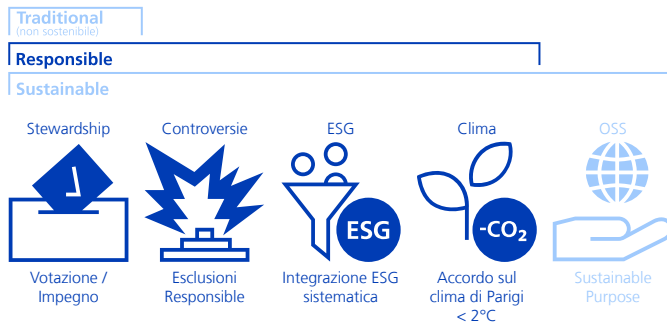 Traditional
(non sostenibile)
Responsible
Sustainable
Stewardship
Controversie
ESG
Clima
OSS
ESG
-CO₂
Votazione /
Impegno
Esclusioni
Responsible
Integrazione ESG
sistematica
Accordo sul
clima di Parigi
< 2°C
Sustainable
Purpose